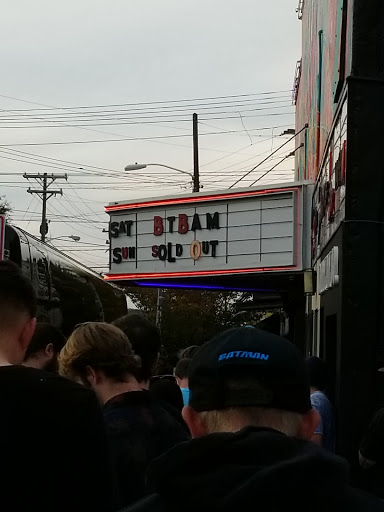 SAT BTBAM
SUN SOLD OUT
BATMAN